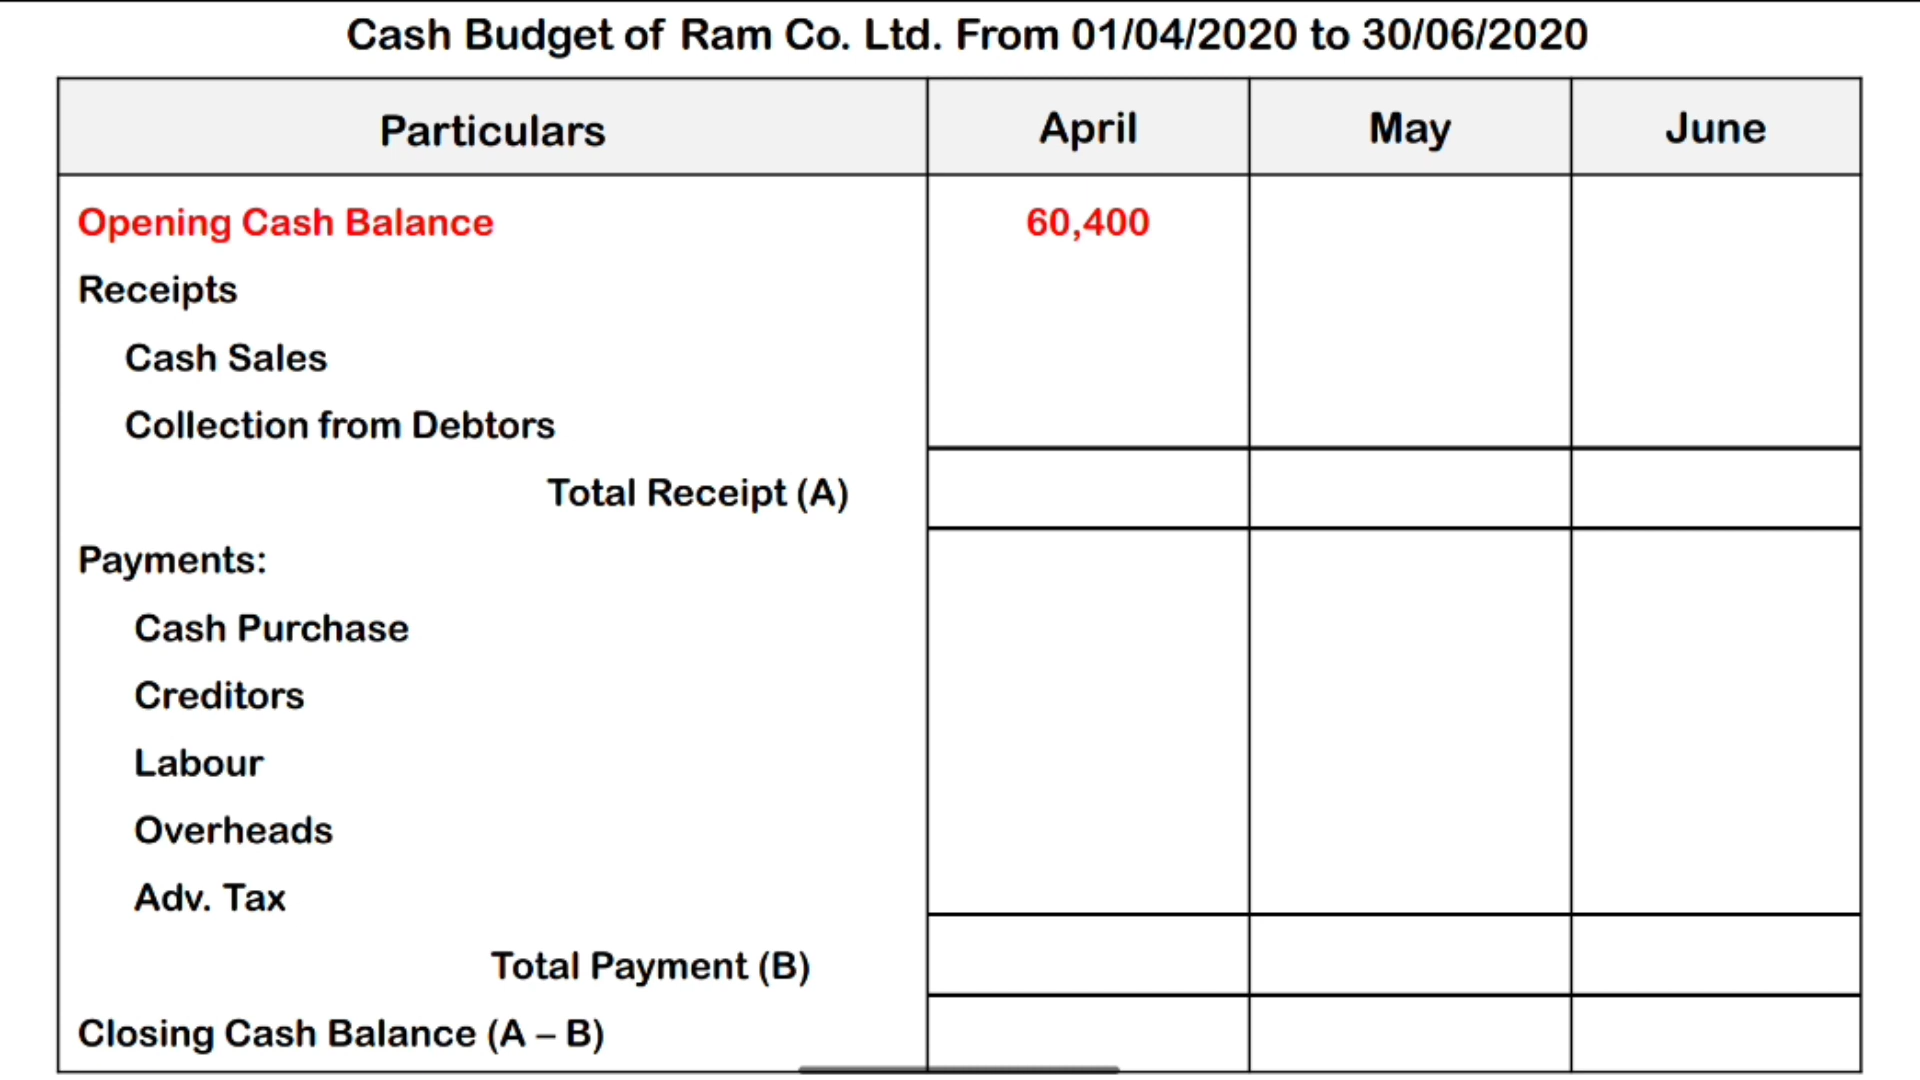 Cash Budget of Ram Co. Ltd. From 01/04/2020 to 30/06/2020
Particulars April May June
Opening Cash Balance 60,400
Receipts
Cash Sales
Collection from Debtors
Total Receipt (A)
Payments:
Cash Purchase
Creditors
Labour
Overheads
Adv. Tax
Total Payment (B)
Closing Cash Balance (A – B)